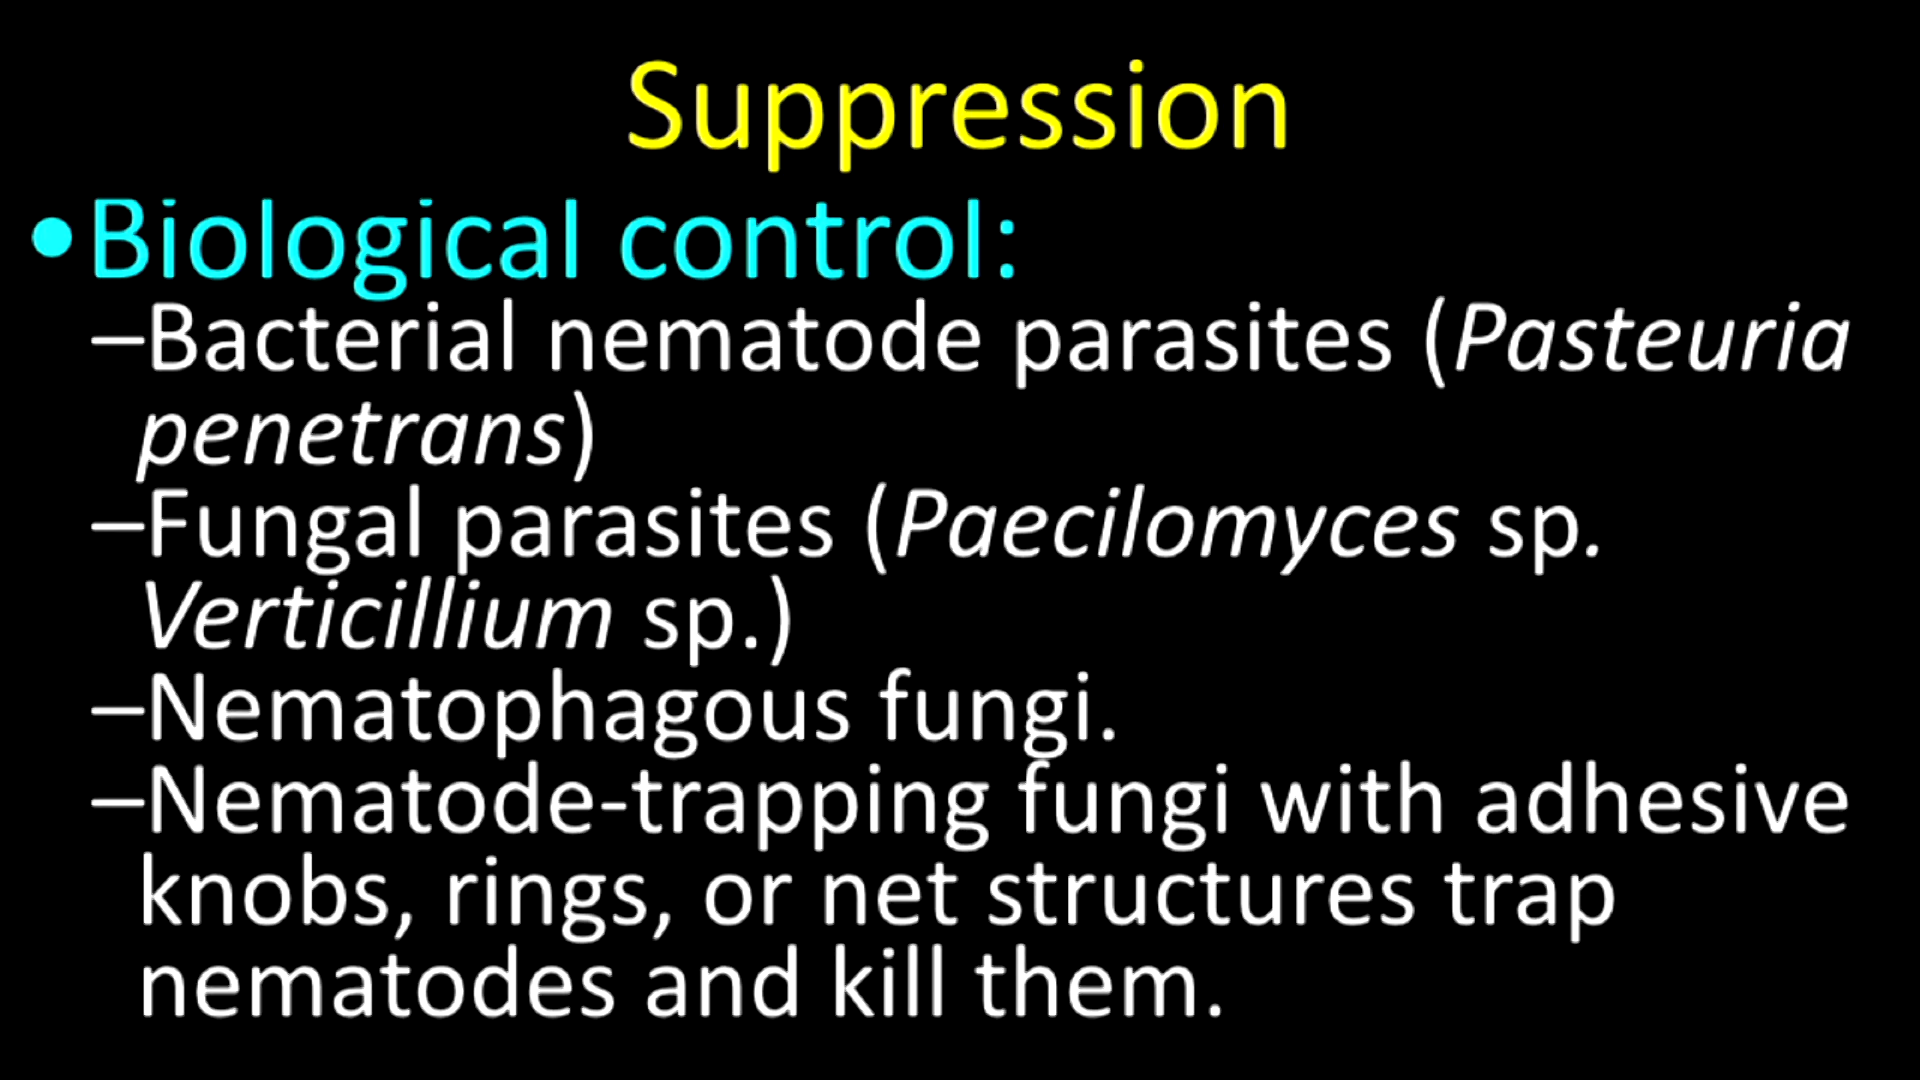 Suppression
•Biological control:
–Bacterial nematode parasites (Pasteuria
penetrans)
–Fungal parasites (Paecilomyces sp.
Verticillium sp.)
–Nematophagous fungi.
–Nematode-trapping fungi with adhesive
knobs, rings, or net structures trap
nematodes and kill them.